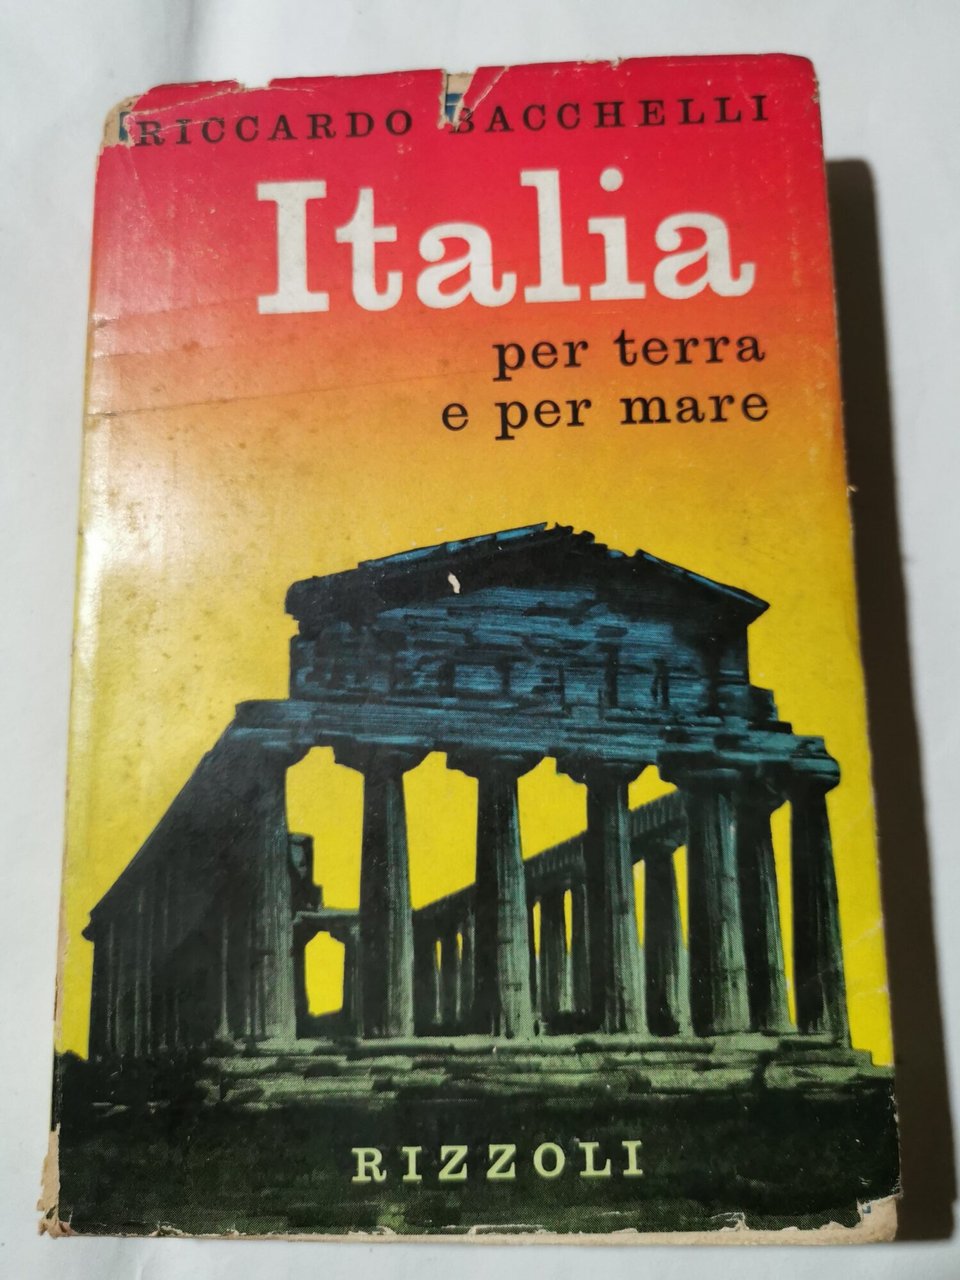 RICCARDO BACCHELLI
Italia
per terra
e per mare
RIZZOLI